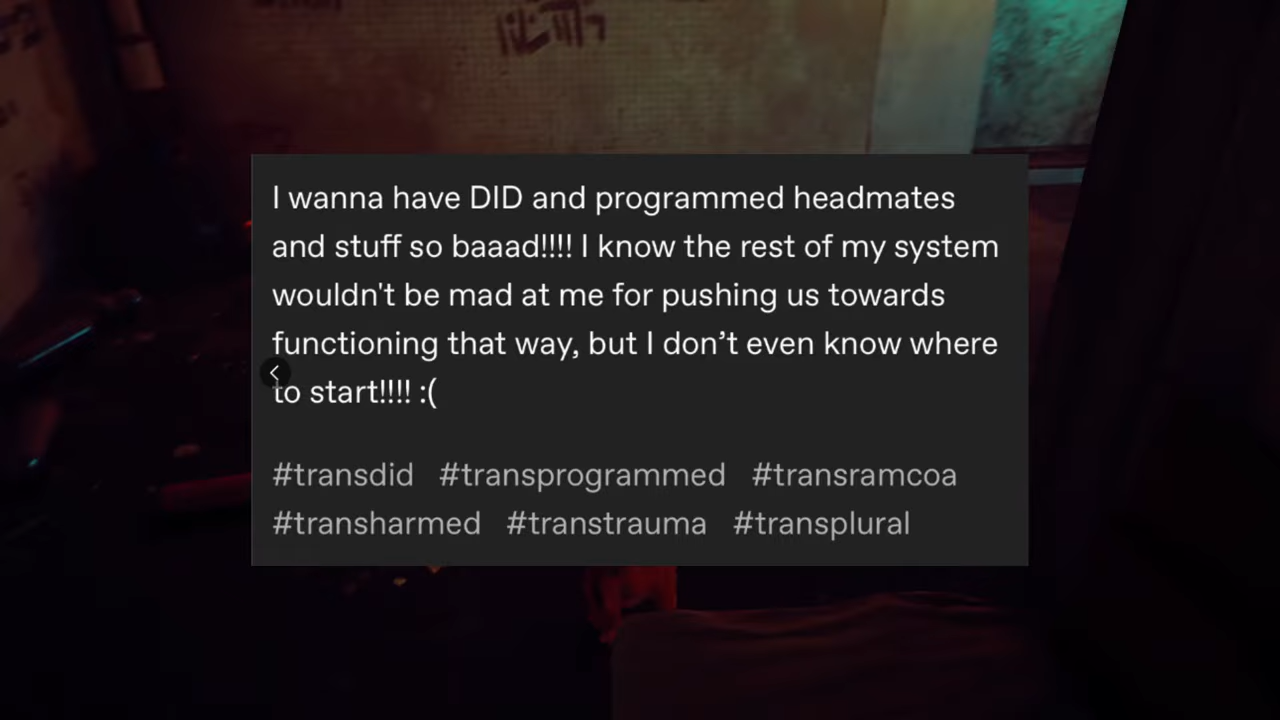 I wanna have DID and programmed headmates
and stuff so baaad!!!! I know the rest of my system
wouldn't be mad at me for pushing us towards
functioning that way, but I don’t even know where
to start!!!! :(
#transdid #transprogrammed #transramcoa
#transharmed #transtrauma #transplural